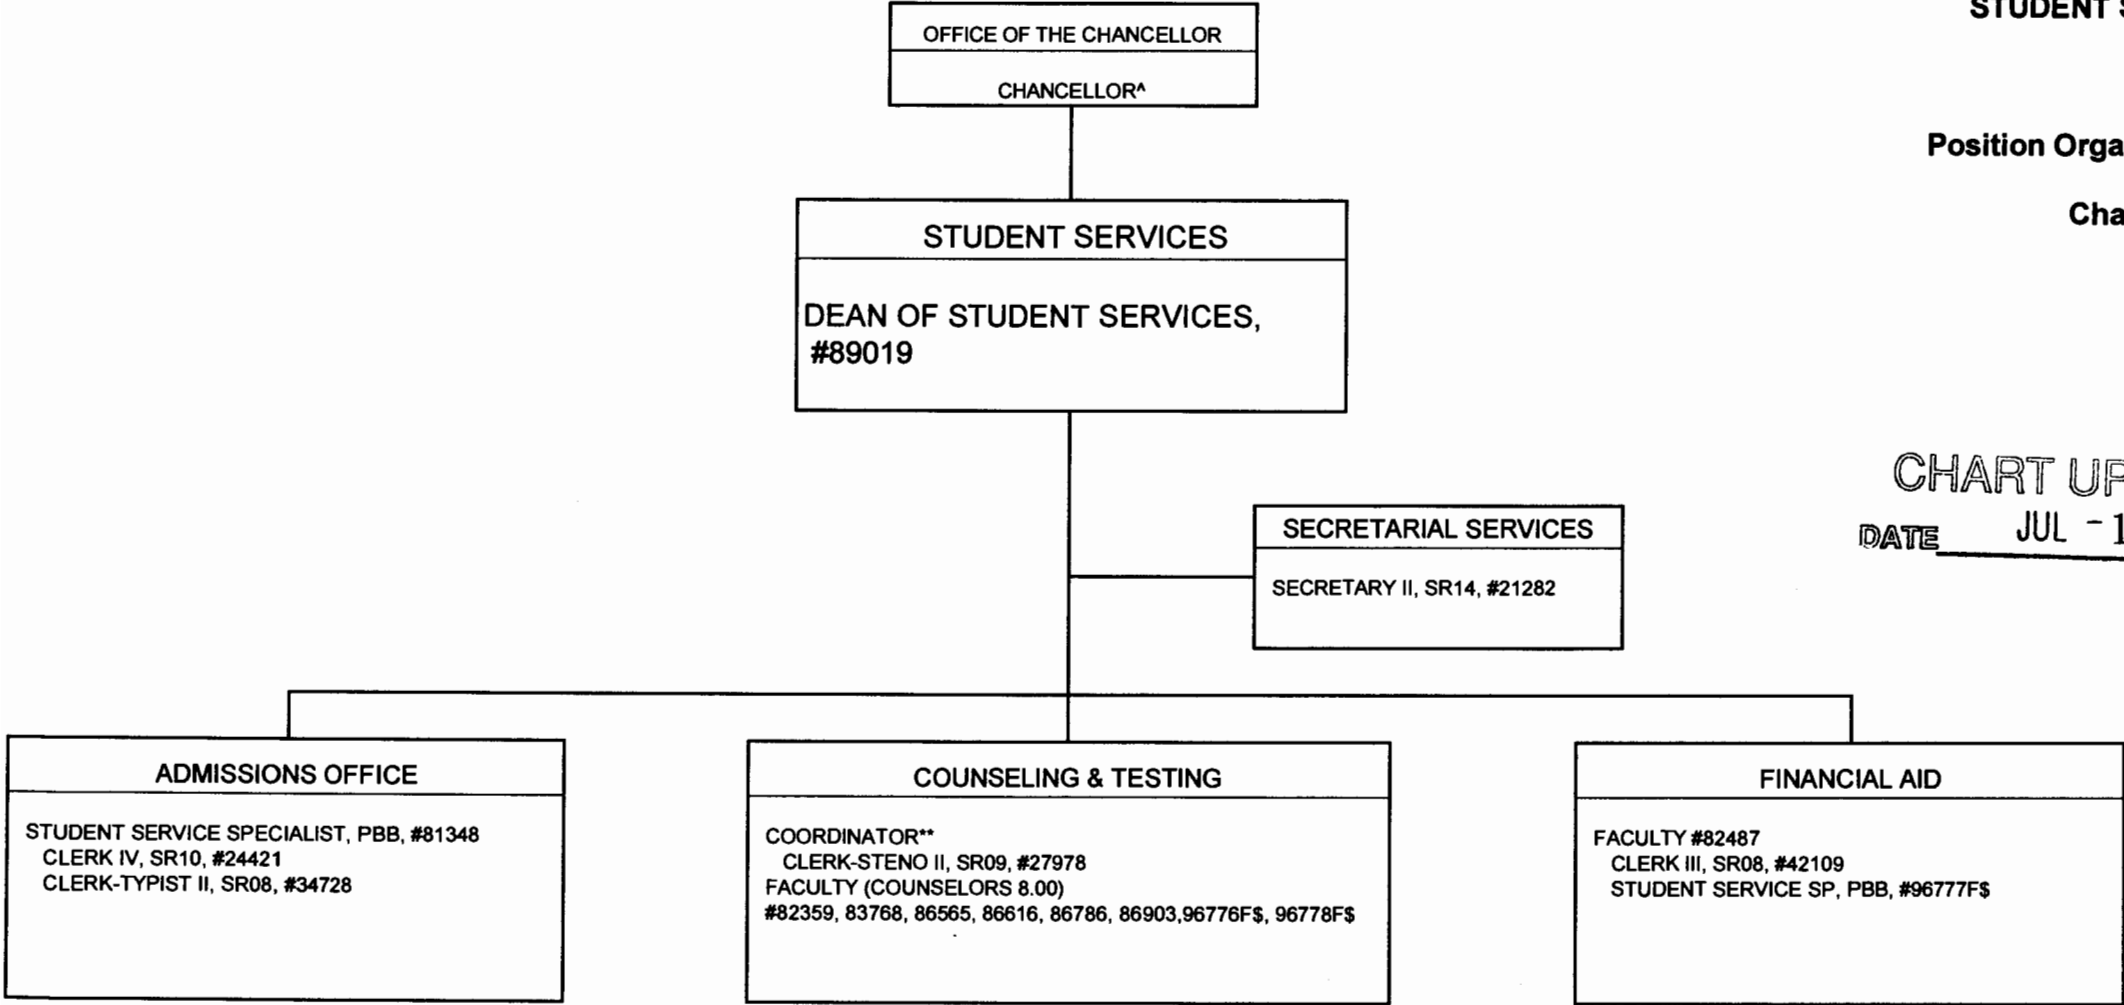 STUDENT S
OFFICE OF THE CHANCELLOR
CHANCELLOR^
Position Orga
Cha
STUDENT SERVICES
DEAN OF STUDENT SERVICES,
#89019
CHART UP
DATE JUL - 1
SECRETARIAL SERVICES
SECRETARY II, SR14, #21282
ADMISSIONS OFFICE
STUDENT SERVICE SPECIALIST, PBB, #81348
CLERK IV, SR10, #24421
CLERK-TYPIST II, SR08, #34728
COUNSELING & TESTING
COORDINATOR**
CLERK-STENO II, SR09, #27978
FACULTY (COUNSELORS 8.00)
#82359, 83768, 86565, 86616, 86786, 86903,96776F$, 96778F$
FINANCIAL AID
FACULTY #82487
CLERK III, SR08, #42109
STUDENT SERVICE SP, PBB, #96777F$